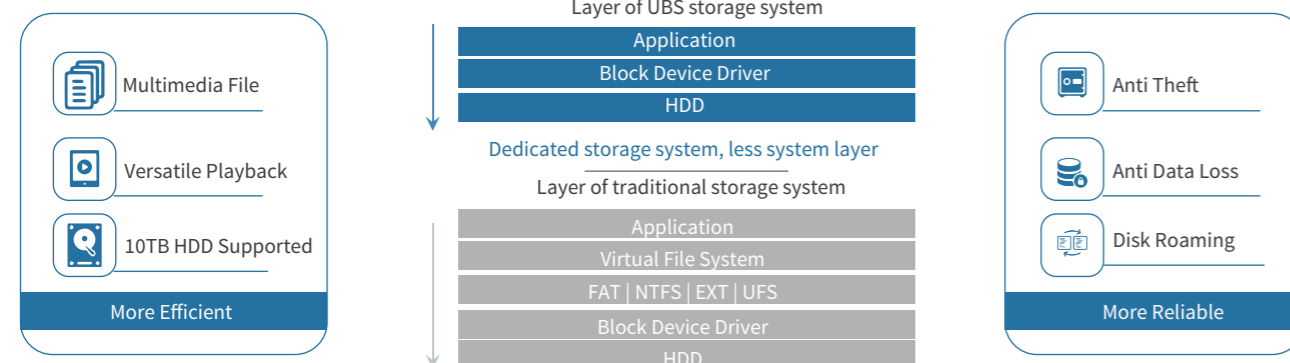 Multimedia File
Versatile Playback
10TB HDD Supported
More Efficient
Layer of UBS storage system
Application
Block Device Driver
HDD
Dedicated storage system, less system layer
Layer of traditional storage system
Application
Virtual File System
FAT | NTFS | EXT | UFS
Block Device Driver
HDD
Anti Theft
Anti Data Loss
Disk Roaming
More Reliable